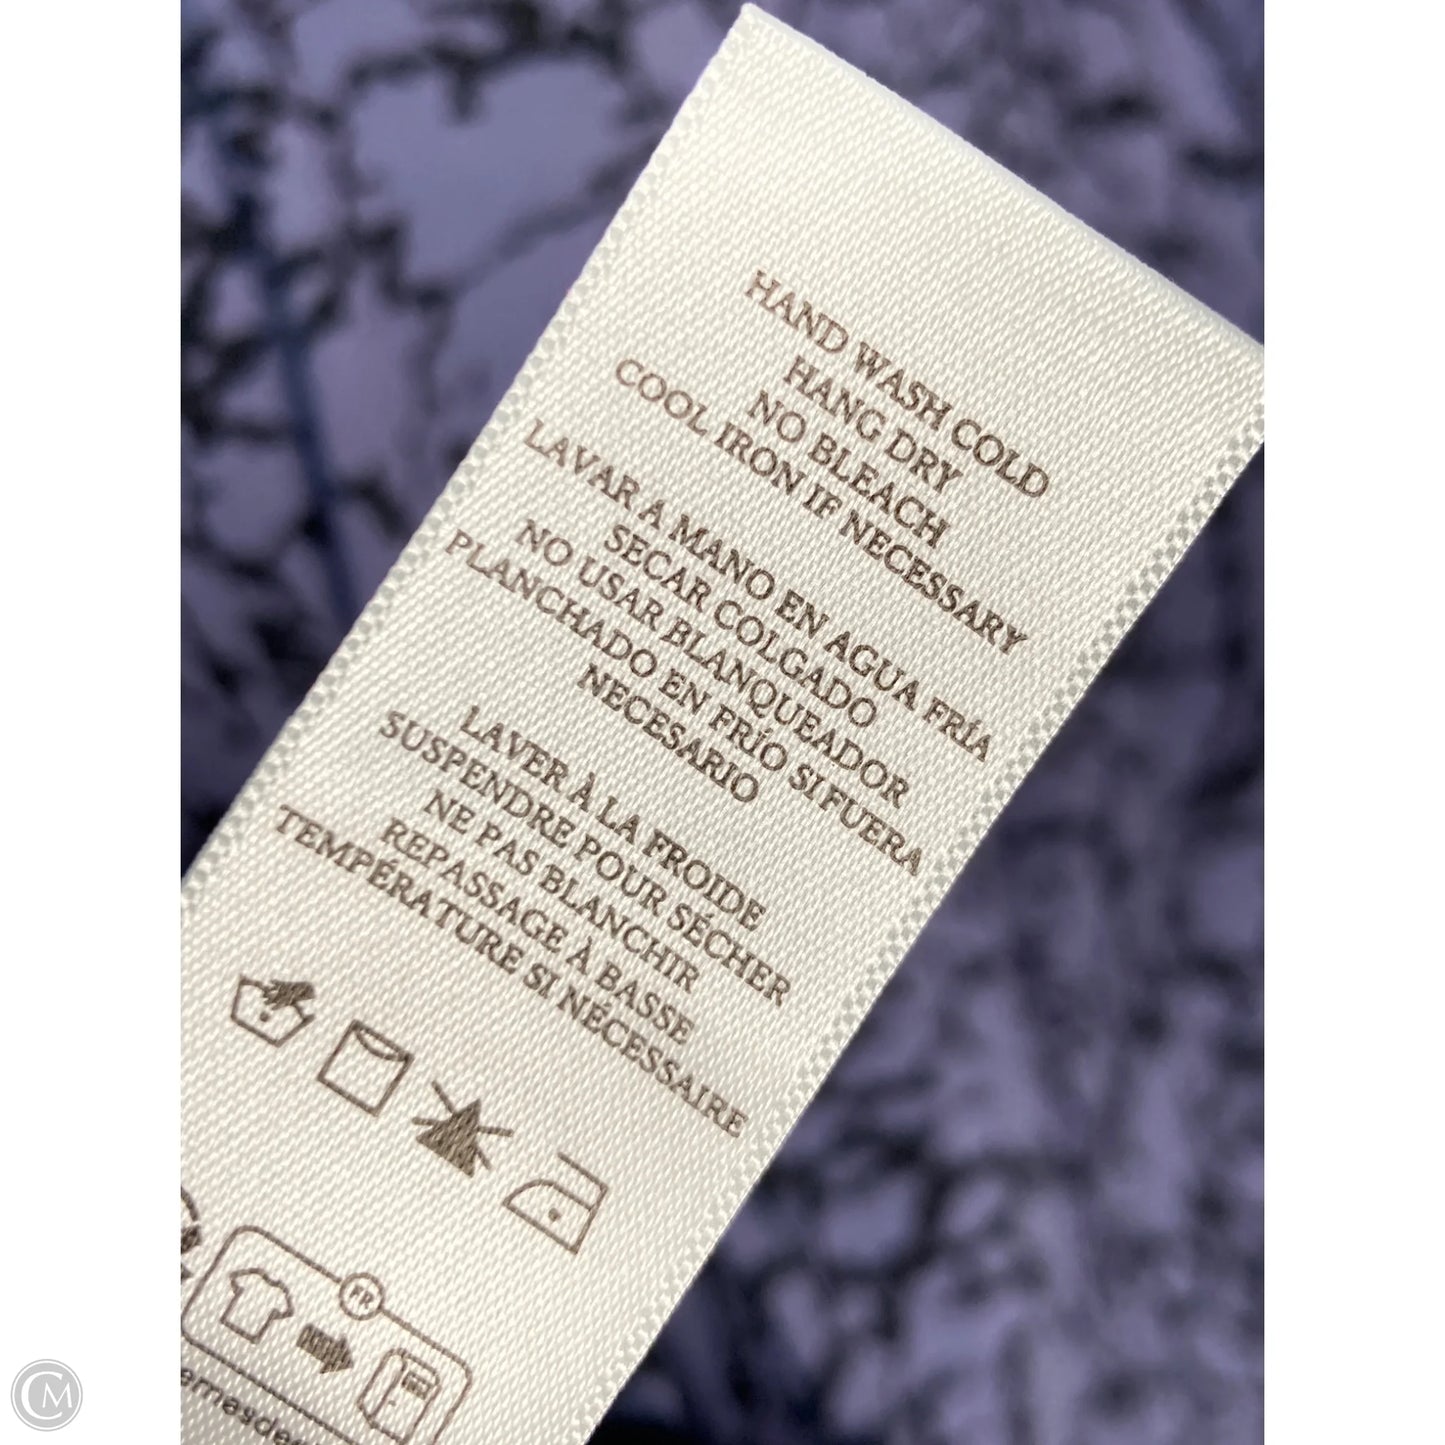 HAND WASH COLD
HANG DRY
NO BLEACH
COOL IRON IF NECESSARY
LAVAR A MANO EN AGUA FRÍA
SECAR COLGADO
NO USAR BLANQUEADOR
PLANCHADO EN FRÍO SI FUERA
NECESARIO
LAVER À LA FROIDE
SUSPENDRE POUR SÉCHER
NE PAS BLANCHIR
REPASSAGE À BASSE
TEMPÉRATURE SI NÉCESSAIRE
FR
CM